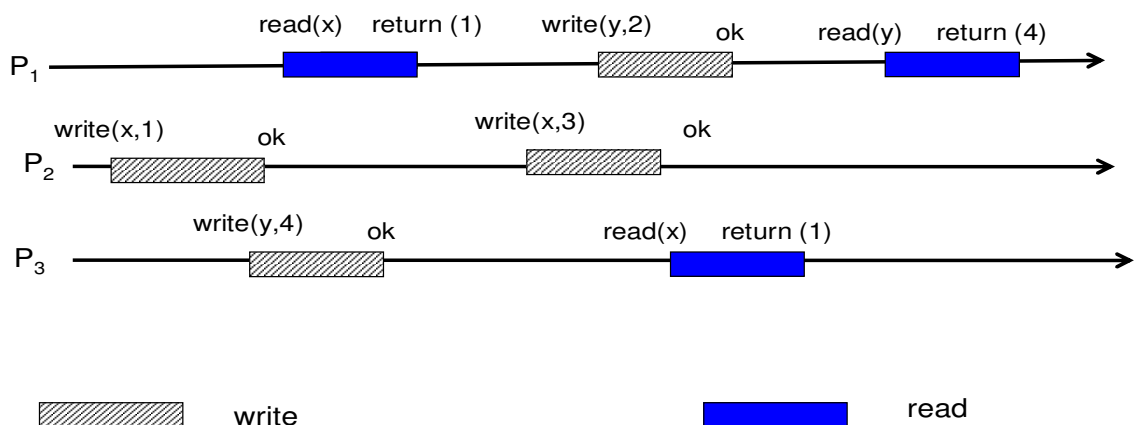 read(x) return (1) write(y,2) ok read(y) return (4)
P1
write(x,1) ok write(x,3) ok
P2
write(y,4) ok read(x) return (1)
P3
write read